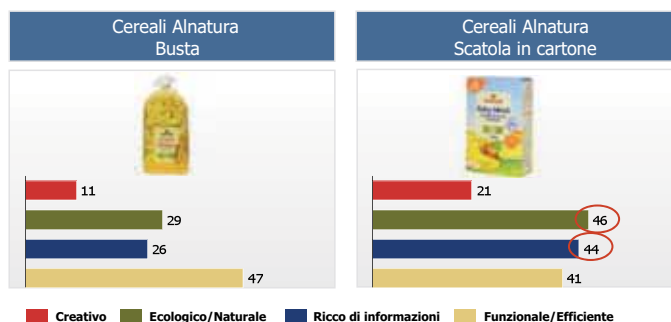 Cereali Alnatura
Busta
Cereali Alnatura
Scatola in cartone
11
29
26
47
21
46
44
41
Creativo
Ecologico/Naturale
Ricco di informazioni
Funzionale/Efficiente